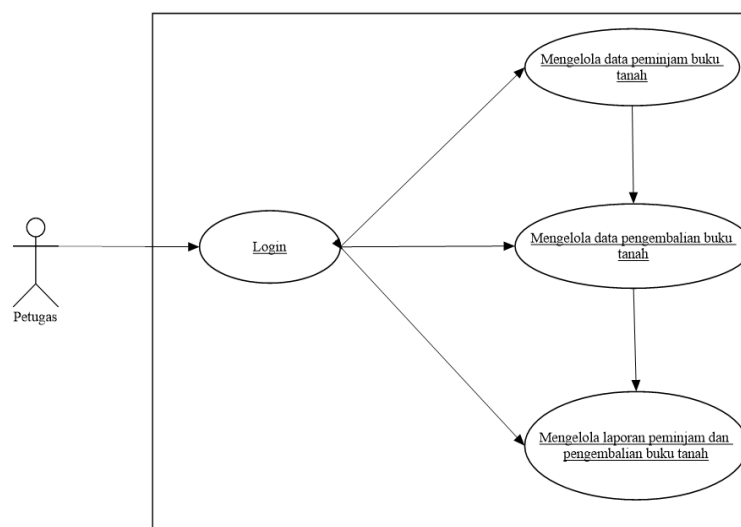 Mengelola data peminjam buku
tanah
Login
Mengelola data pengembalian buku
tanah
Petugas
Mengelola laporan peminjam dan
pengembalian buku tanah